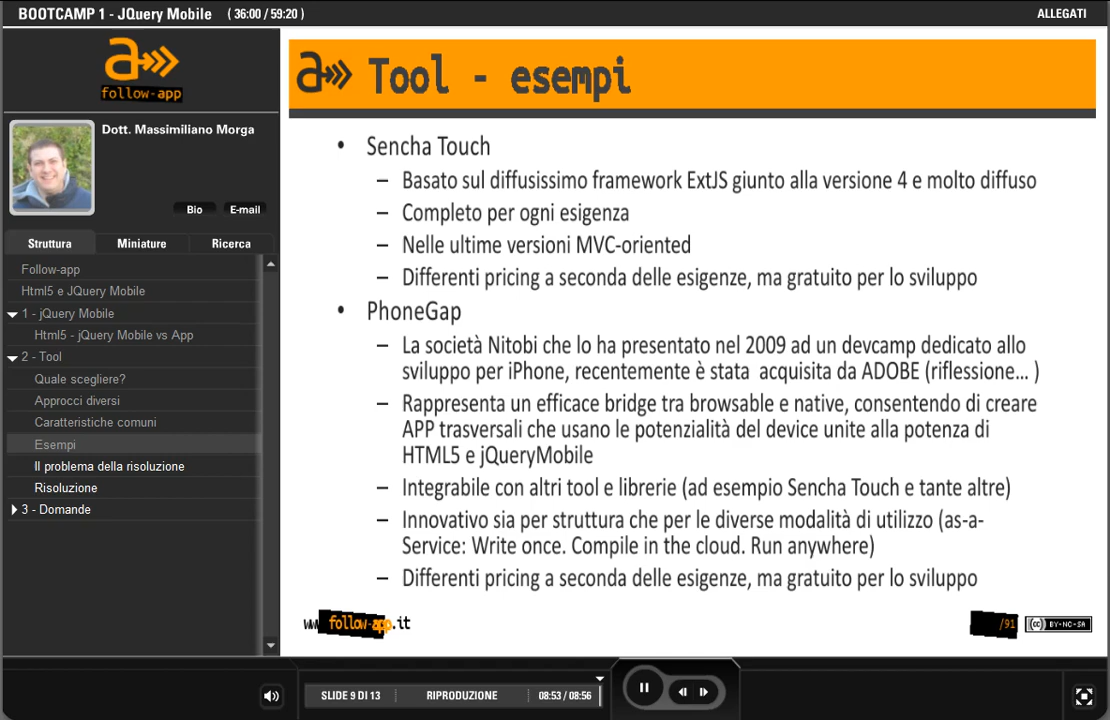 BOOTCAMP 1 - JQuery Mobile ( 36:00 / 59:20 )
ALLEGATI
a
follow-app
Dott. Massimiliano Morga
Bio E-mail
Struttura Miniature Ricerca
Follow-app
Html5 e JQuery Mobile
1 - jQuery Mobile
Html5 - jQuery Mobile vs App
2 - Tool
Quale scegliere?
Approcci diversi
Caratteristiche comuni
Esempi
Il problema della risoluzione
Risoluzione
3 - Domande
a Tool - esempi
• Sencha Touch
– Basato sul diffusissimo framework ExtJS giunto alla versione 4 e molto diffuso
– Completo per ogni esigenza
– Nelle ultime versioni MVC-oriented
– Differenti pricing a seconda delle esigenze, ma gratuito per lo sviluppo
• PhoneGap
– La società Nitobi che lo ha presentato nel 2009 ad un devcamp dedicato allo
sviluppo per iPhone, recentemente è stata acquisita da ADOBE (riflessione... )
– Rappresenta un efficace bridge tra browsable e native, consentendo di creare
APP trasversali che usano le potenzialità del device unite alla potenza di
HTML5 e jQueryMobile
– Integrabile con altri tool e librerie (ad esempio Sencha Touch e tante altre)
– Innovativo sia per struttura che per le diverse modalità di utilizzo (as-a-
Service: Write once. Compile in the cloud. Run anywhere)
– Differenti pricing a seconda delle esigenze, ma gratuito per lo sviluppo
www.follow-app.it
/91
cc BY-NC-SA
SLIDE 9 DI 13 RIPRODUZIONE 08:53 / 08:56